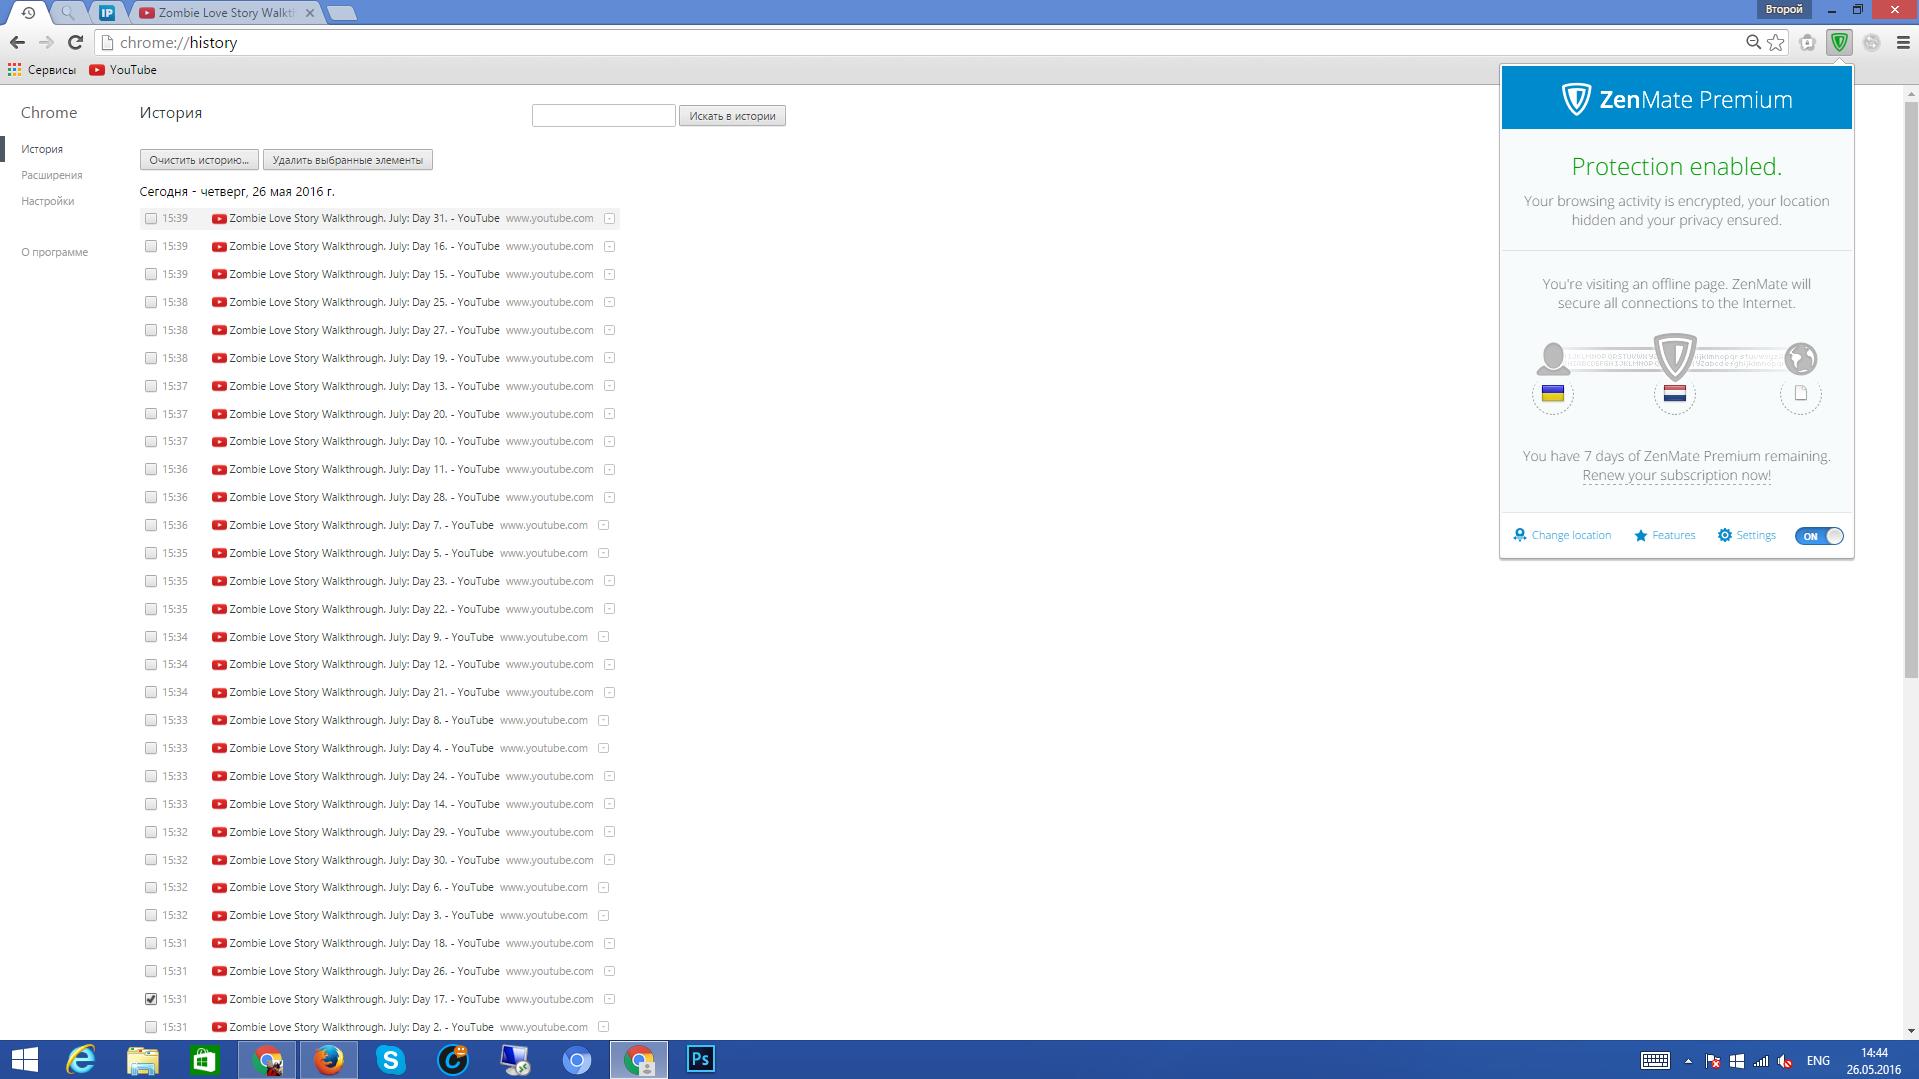 Zombie Love Story Walkt
Второй
chrome://history
Сервисы
YouTube
Chrome
История
Расширения
Настройки
О программе
История
Искать в истории
Очистить историю...
Удалить выбранные элементы
Сегодня - четверг, 26 мая 2016 г.
15:39 Zombie Love Story Walkthrough. July: Day 31. - YouTube www.youtube.com
15:39 Zombie Love Story Walkthrough. July: Day 16. - YouTube www.youtube.com
15:39 Zombie Love Story Walkthrough. July: Day 15. - YouTube www.youtube.com
15:38 Zombie Love Story Walkthrough. July: Day 25. - YouTube www.youtube.com
15:38 Zombie Love Story Walkthrough. July: Day 27. - YouTube www.youtube.com
15:38 Zombie Love Story Walkthrough. July: Day 19. - YouTube www.youtube.com
15:37 Zombie Love Story Walkthrough. July: Day 13. - YouTube www.youtube.com
15:37 Zombie Love Story Walkthrough. July: Day 20. - YouTube www.youtube.com
15:37 Zombie Love Story Walkthrough. July: Day 10. - YouTube www.youtube.com
15:36 Zombie Love Story Walkthrough. July: Day 11. - YouTube www.youtube.com
15:36 Zombie Love Story Walkthrough. July: Day 28. - YouTube www.youtube.com
15:36 Zombie Love Story Walkthrough. July: Day 7. - YouTube www.youtube.com
15:35 Zombie Love Story Walkthrough. July: Day 5. - YouTube www.youtube.com
15:35 Zombie Love Story Walkthrough. July: Day 23. - YouTube www.youtube.com
15:35 Zombie Love Story Walkthrough. July: Day 22. - YouTube www.youtube.com
15:34 Zombie Love Story Walkthrough. July: Day 9. - YouTube www.youtube.com
15:34 Zombie Love Story Walkthrough. July: Day 12. - YouTube www.youtube.com
15:34 Zombie Love Story Walkthrough. July: Day 21. - YouTube www.youtube.com
15:33 Zombie Love Story Walkthrough. July: Day 8. - YouTube www.youtube.com
15:33 Zombie Love Story Walkthrough. July: Day 4. - YouTube www.youtube.com
15:33 Zombie Love Story Walkthrough. July: Day 24. - YouTube www.youtube.com
15:33 Zombie Love Story Walkthrough. July: Day 14. - YouTube www.youtube.com
15:32 Zombie Love Story Walkthrough. July: Day 29. - YouTube www.youtube.com
15:32 Zombie Love Story Walkthrough. July: Day 30. - YouTube www.youtube.com
15:32 Zombie Love Story Walkthrough. July: Day 6. - YouTube www.youtube.com
15:32 Zombie Love Story Walkthrough. July: Day 3. - YouTube www.youtube.com
15:31 Zombie Love Story Walkthrough. July: Day 18. - YouTube www.youtube.com
15:31 Zombie Love Story Walkthrough. July: Day 26. - YouTube www.youtube.com
15:31 Zombie Love Story Walkthrough. July: Day 17. - YouTube www.youtube.com
15:31 Zombie Love Story Walkthrough. July: Day 2. - YouTube www.youtube.com
ZenMate Premium
Protection enabled.
Your browsing activity is encrypted, your location
hidden and your privacy ensured.
You're visiting an offline page. ZenMate will
secure all connections to the Internet.
You have 7 days of ZenMate Premium remaining.
Renew your subscription now!
Change location
Features
Settings
ON
Ps
ENG
14:44
26.05.2016